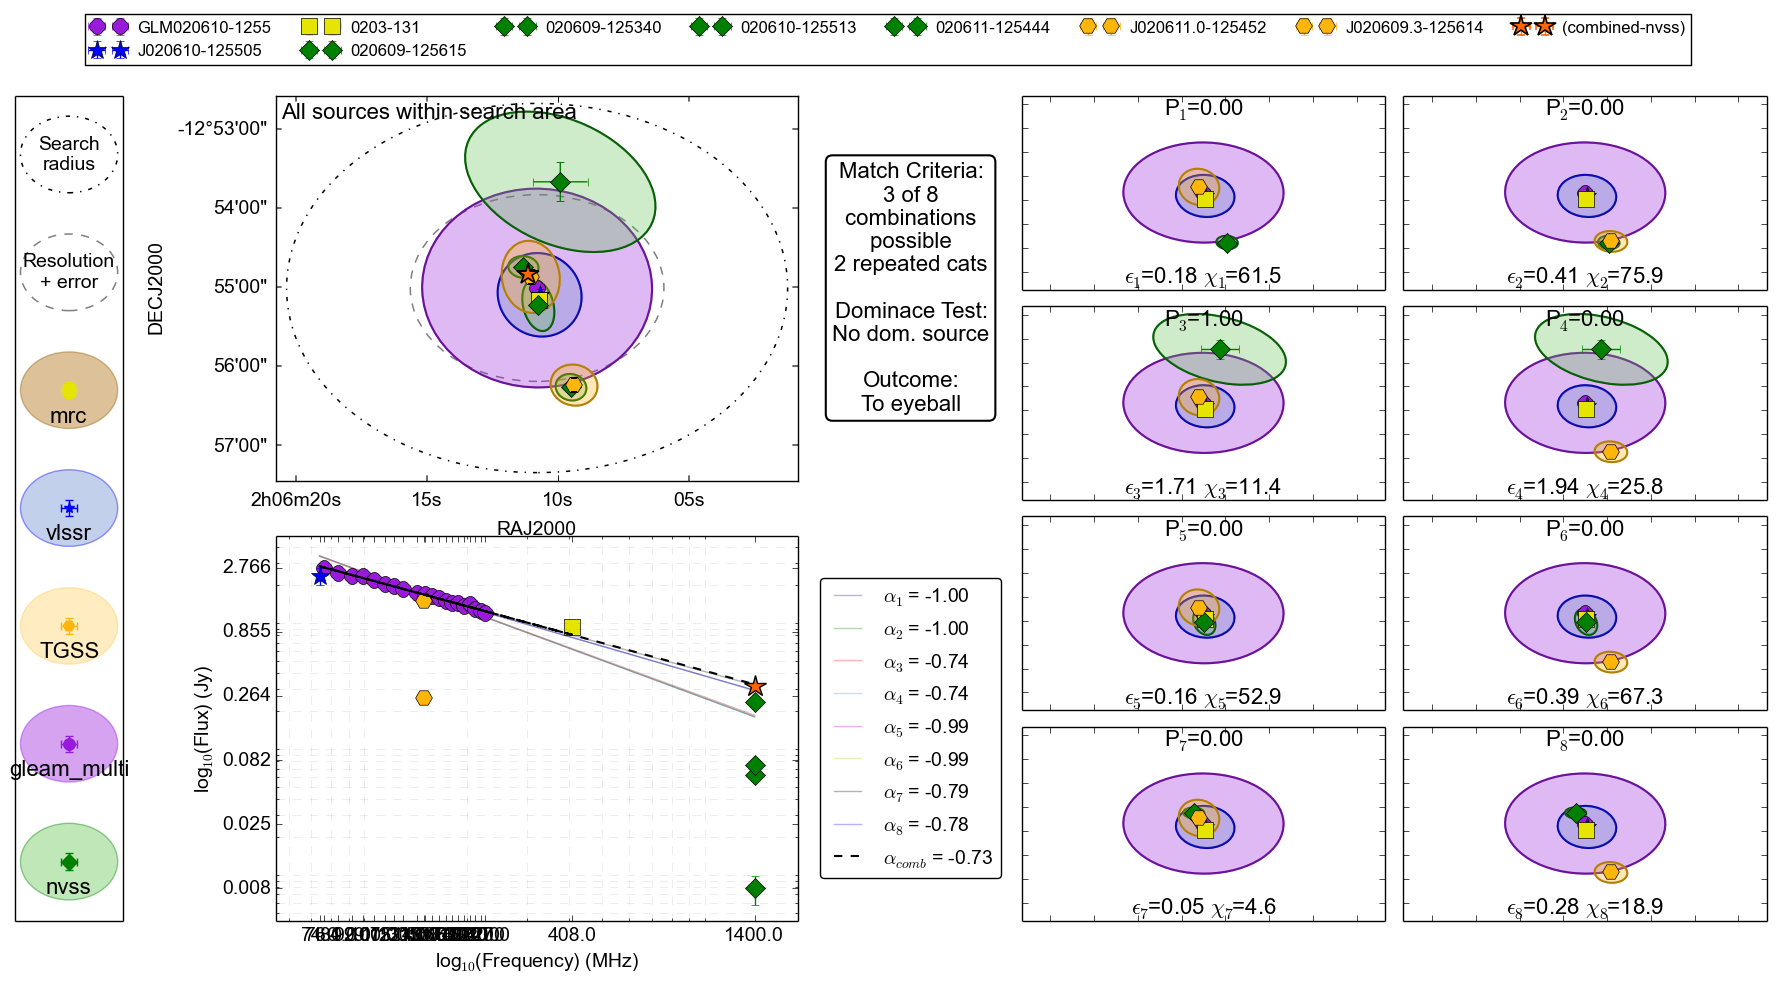 GLM020610-1255 0203-131 020609-125340 020610-125513 020611-125444 J020611.0-125452 J020609.3-125614 (combined-nvss)
J020610-125505 020609-125615
Search
radius
Resolution
+ error
mrc
vlssr
TGSS
gleam_multi
nvss
All sources within search area
DECJ2000
-12°53'00"
54'00"
55'00"
56'00"
57'00"
2h06m20s 15s 10s 05s
RAJ2000
Match Criteria:
3 of 8
combinations
possible
2 repeated cats
Dominace Test:
No dom. source
Outcome:
To eyeball
log10(Flux) (Jy)
2.766
0.855
0.264
0.082
0.025
0.008
408.0 1400.0
log10(Frequency) (MHz)
α1 = -1.00
α2 = -1.00
α3 = -0.74
α4 = -0.74
α5 = -0.99
α6 = -0.99
α7 = -0.79
α8 = -0.78
αcomb = -0.73
P1=0.00
ϵ1=0.18 χ1=61.5
P2=0.00
ϵ2=0.41 χ2=75.9
P3=1.00
ϵ3=1.71 χ3=11.4
P4=0.00
ϵ4=1.94 χ4=25.8
P5=0.00
ϵ5=0.16 χ5=52.9
P6=0.00
ϵ6=0.39 χ6=67.3
P7=0.00
ϵ7=0.05 χ7=4.6
P8=0.00
ϵ8=0.28 χ8=18.9